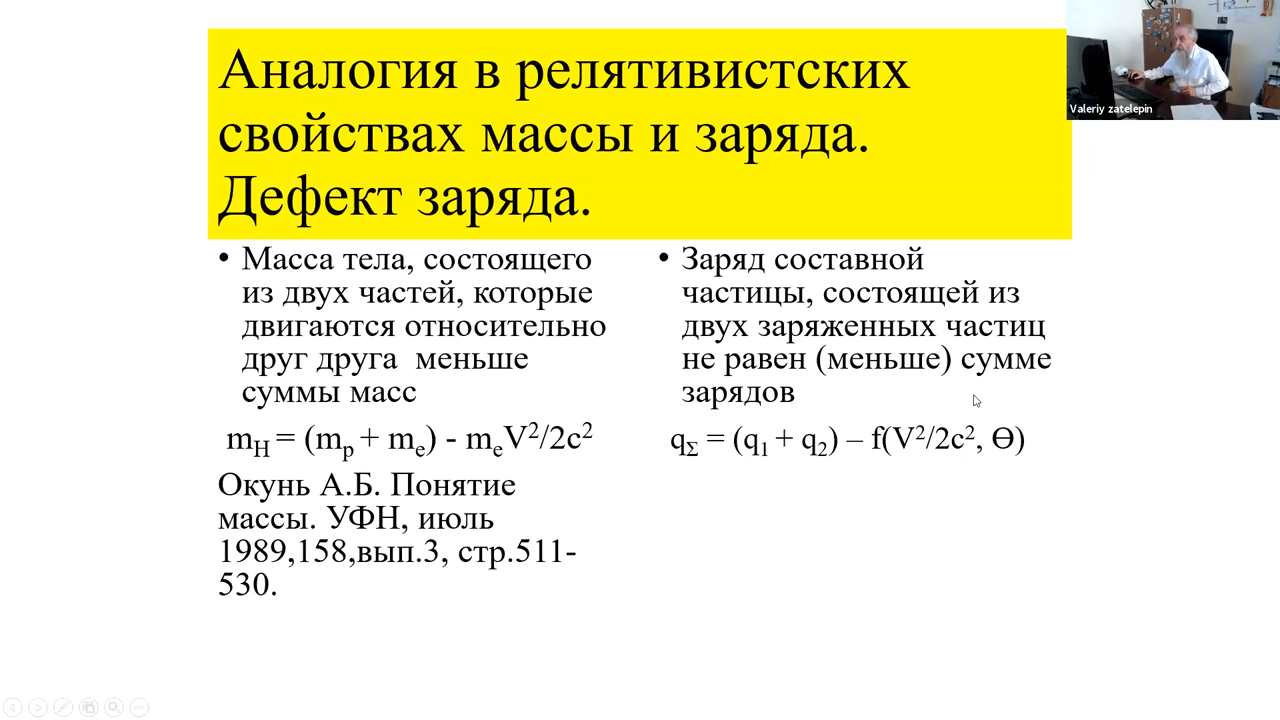 Аналогия в релятивистских
свойствах массы и заряда.
Дефект заряда.
• Масса тела, состоящего
из двух частей, которые
двигаются относительно
друг друга меньше
суммы масс
m_H = (m_p + m_e) - m_eV²/2c²
Окунь А.Б. Понятие
массы. УФН, июль
1989,158,вып.3, стр.511-
530.
• Заряд составной
частицы, состоящей из
двух заряженных частиц
не равен (меньше) сумме
зарядов
q_Σ = (q₁ + q₂) – f(V²/2c², Ө)
Valeriy zatelepin